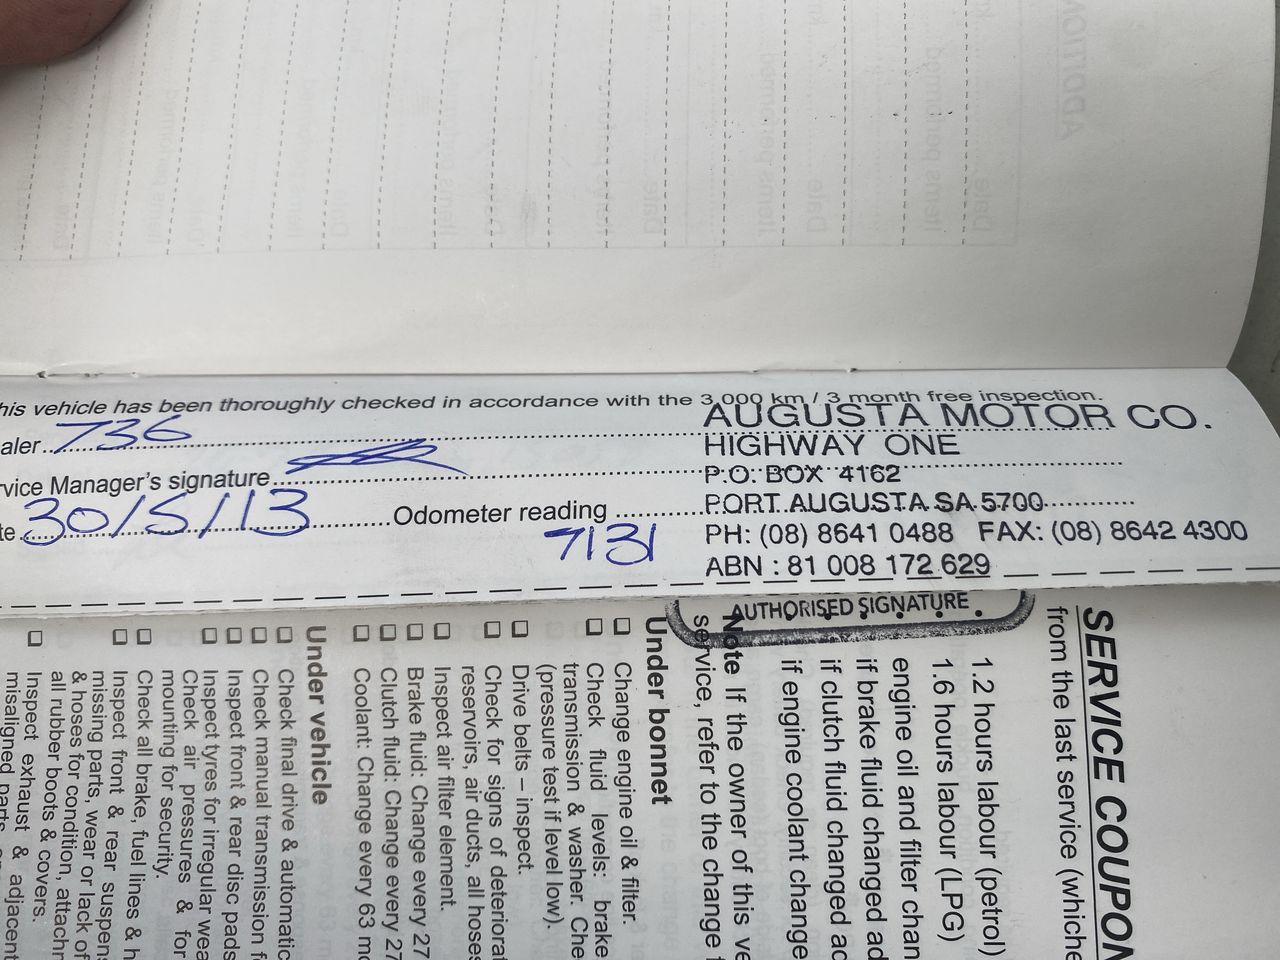 his vehicle has been thoroughly checked in accordance with the 3,000 km / 3 month free inspection.
aler 736
rvice Manager's signature
te 30/5/13 Odometer reading 7131
AUGUSTA MOTOR CO.
HIGHWAY ONE
P.O. BOX 4162
PORT AUGUSTA SA 5700
PH: (08) 8641 0488 FAX: (08) 8642 4300
ABN : 81 008 172 629
AUTHORISED SIGNATURE
SERVICE COUPON
from the last service (whiche
1.2 hours labour (petrol)
1.6 hours labour (LPG)
engine oil and filter chan
if brake fluid changed ad
if clutch fluid changed ad
if engine coolant change
Note If the owner of this ve
service, refer to the change
Under bonnet
Change engine oil & filter.
Check fluid levels: brake
transmission & washer. Che
(pressure test if level low).
Drive belts – inspect.
Check for signs of deteriorat
reservoirs, air ducts, all hoses
Inspect air filter element.
Brake fluid: Change every 27
Clutch fluid: Change every 27
Coolant: Change every 63 mo
Under vehicle
Check final drive & automatic
Check manual transmission f
Inspect front & rear disc pads
Inspect tyres for irregular wea
Check air pressures & for
mounting for security.
Check all brake, fuel lines & h
Inspect front & rear suspens
missing parts, wear or lack of
& hoses for condition, attachn
all rubber boots & covers.
Inspect exhaust & adjacent
misaligned parts